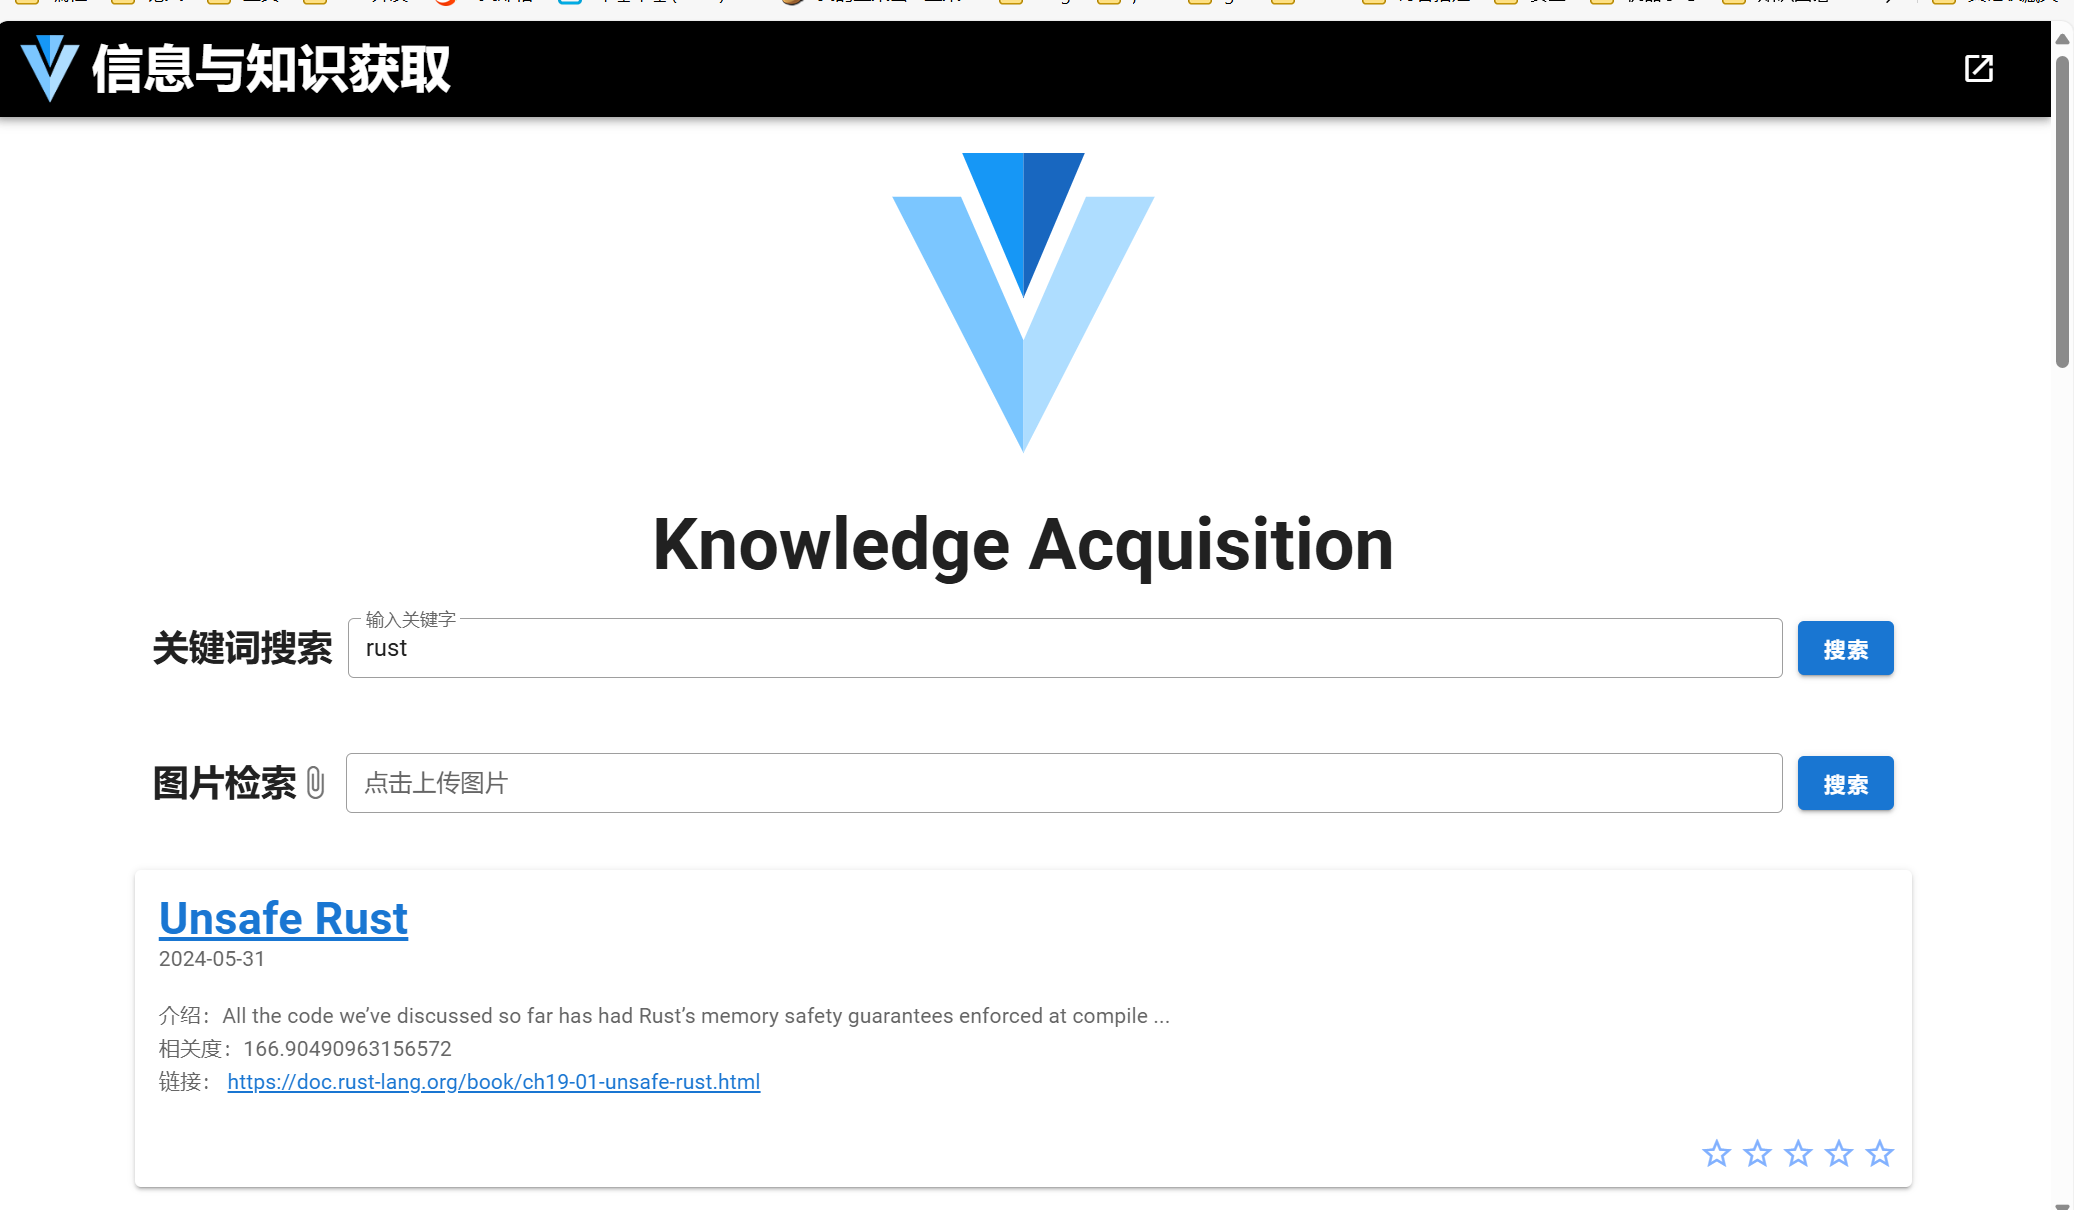 信息与知识获取
Knowledge Acquisition
关键词搜索
输入关键字
rust
搜索
图片检索
点击上传图片
搜索
Unsafe Rust
2024-05-31
介绍：All the code we’ve discussed so far has had Rust’s memory safety guarantees enforced at compile ...
相关度：166.90490963156572
链接： https://doc.rust-lang.org/book/ch19-01-unsafe-rust.html